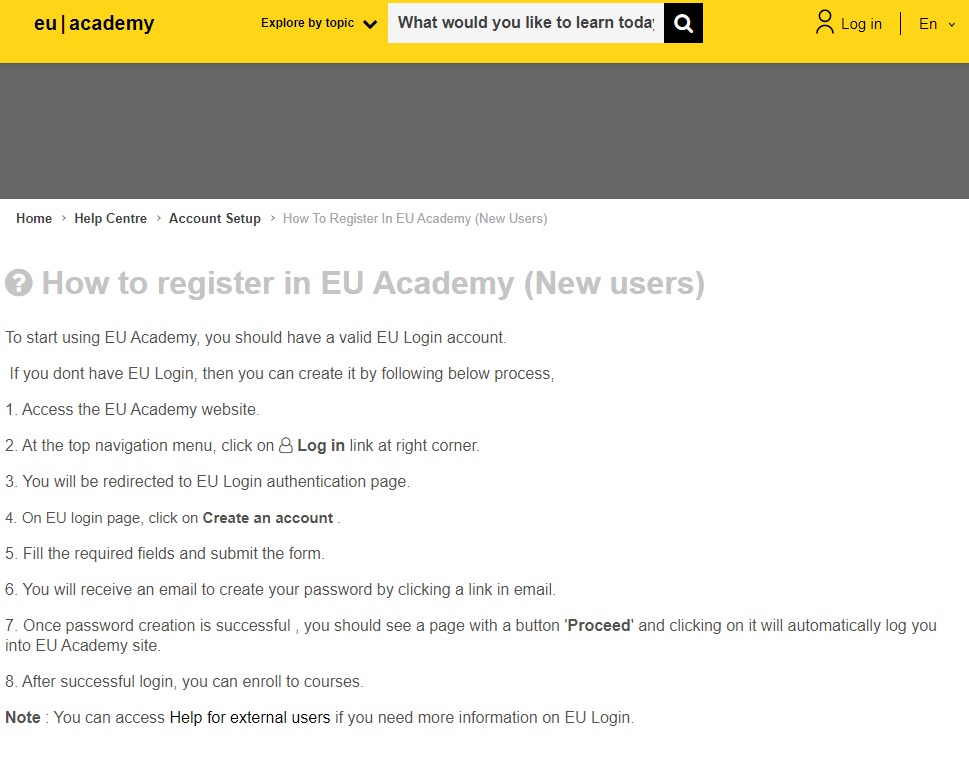 eu|academy
Explore by topic
What would you like to learn today
Log in
En
Home > Help Centre > Account Setup > How To Register In EU Academy (New Users)
How to register in EU Academy (New users)
To start using EU Academy, you should have a valid EU Login account.
If you dont have EU Login, then you can create it by following below process,
1. Access the EU Academy website.
2. At the top navigation menu, click on Log in link at right corner.
3. You will be redirected to EU Login authentication page.
4. On EU login page, click on Create an account .
5. Fill the required fields and submit the form.
6. You will receive an email to create your password by clicking a link in email.
7. Once password creation is successful , you should see a page with a button 'Proceed' and clicking on it will automatically log you
into EU Academy site.
8. After successful login, you can enroll to courses.
Note : You can access Help for external users if you need more information on EU Login.